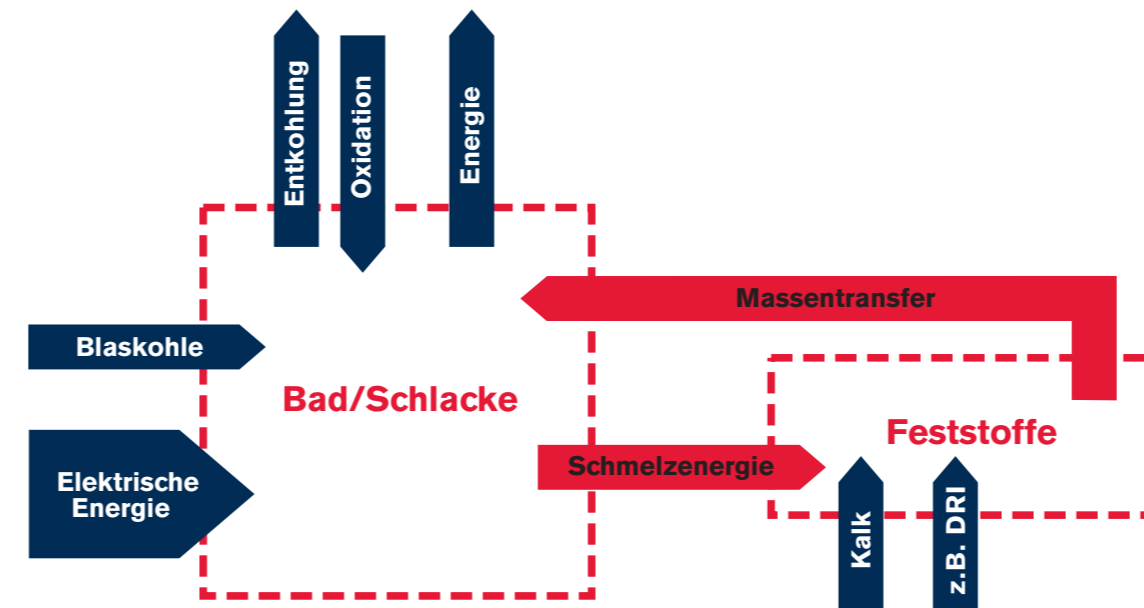 Entkohlung
Oxidation
Energie
Massentransfer
Blaskohle
Bad/Schlacke
Feststoffe
Schmelzenergie
Elektrische
Energie
Kalk
z.B. DRI